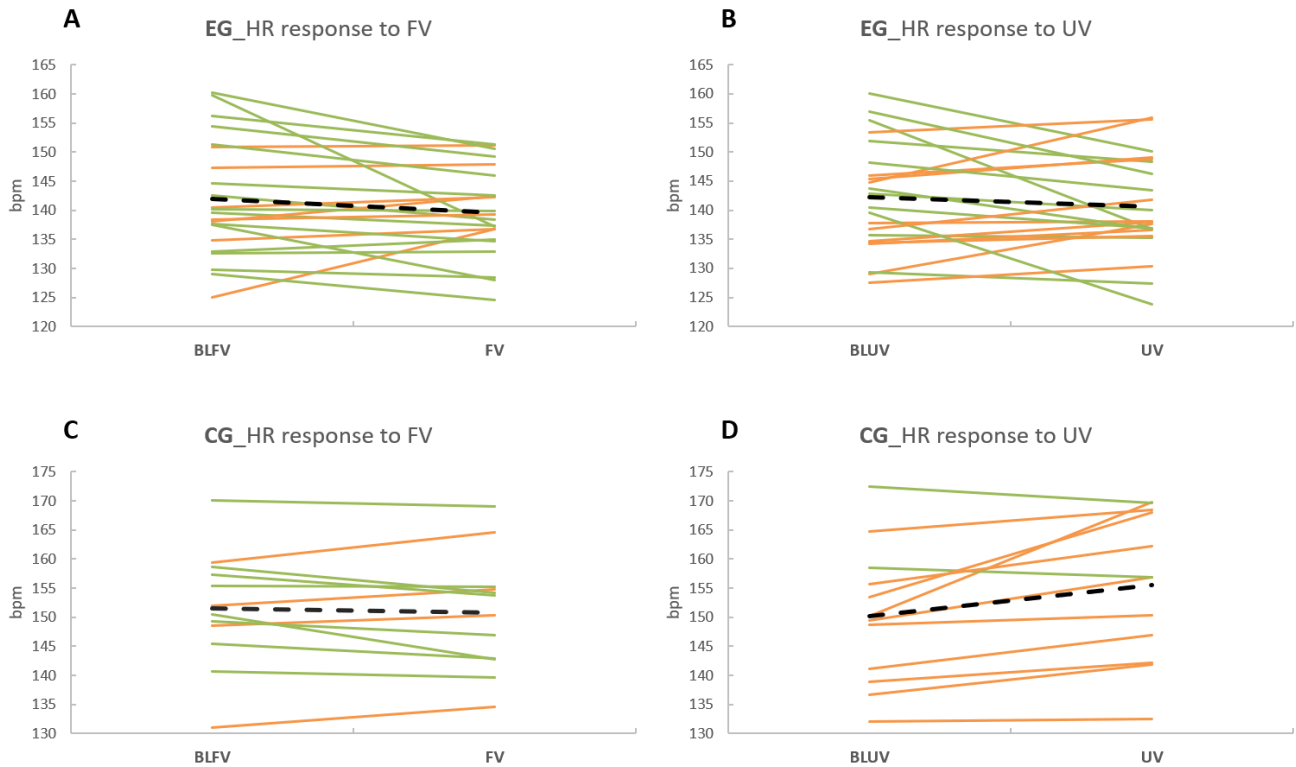 A
EG_HR response to FV
165
160
155
150
145
140
135
130
125
120
bpm
BLFV
FV
B
EG_HR response to UV
165
160
155
150
145
140
135
130
125
120
bpm
BLUV
UV
C
CG_HR response to FV
175
170
165
160
155
150
145
140
135
130
bpm
BLFV
FV
D
CG_HR response to UV
175
170
165
160
155
150
145
140
135
130
bpm
BLUV
UV